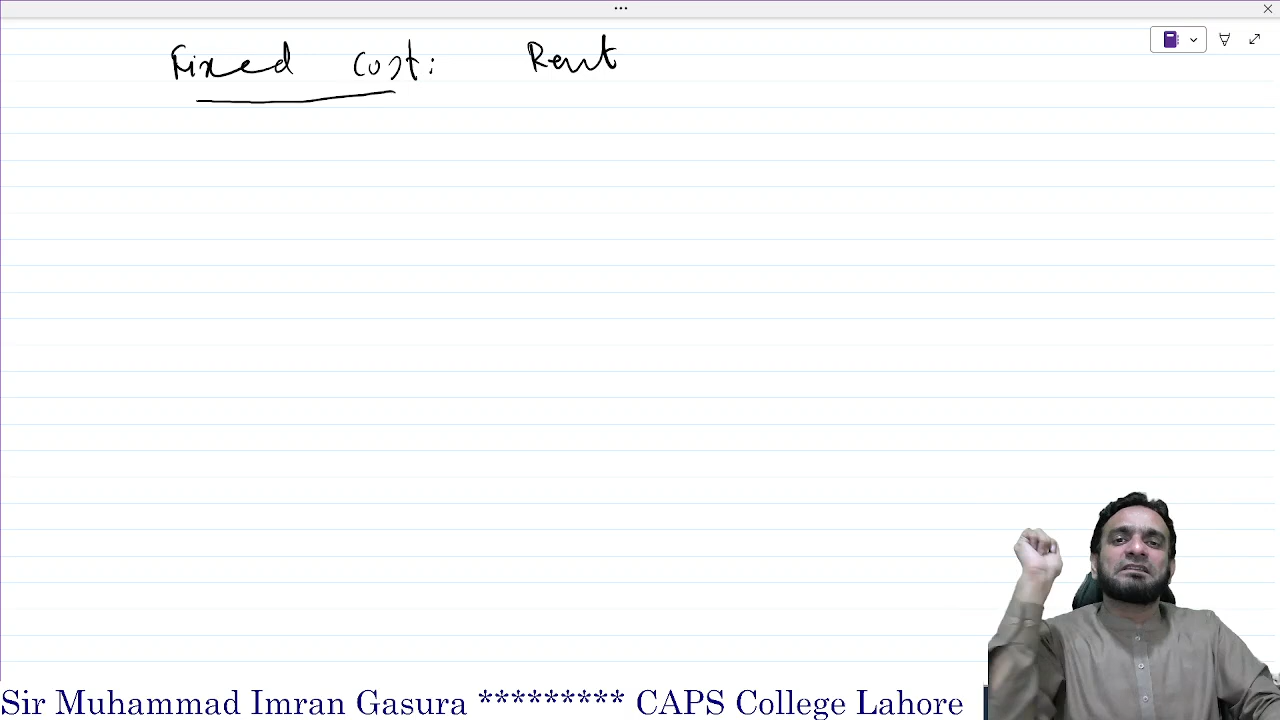 Fixed Cost: Rent
Sir Muhammad Imran Gasura ********* CAPS College Lahore